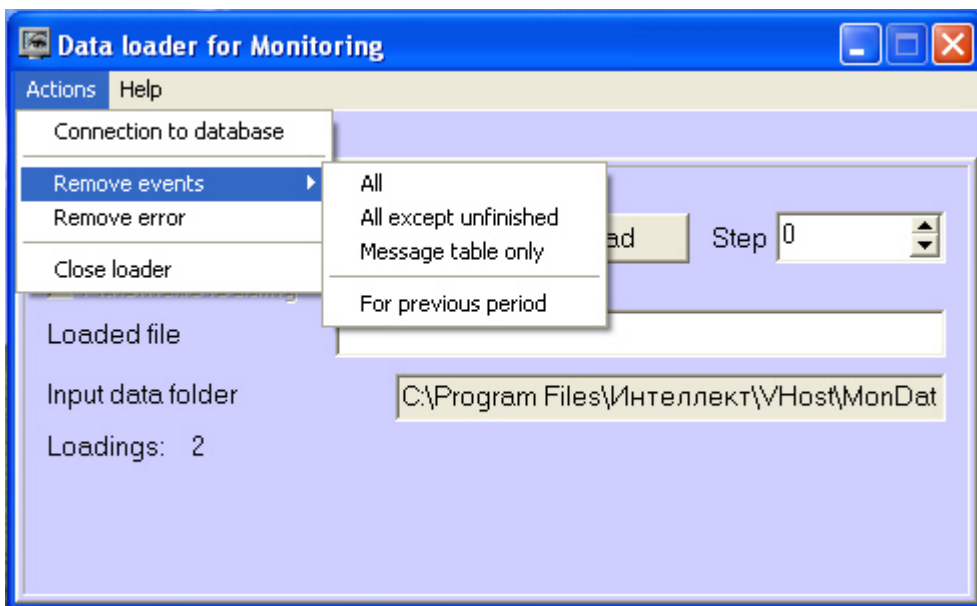 Data loader for Monitoring
Actions Help
Connection to database
Remove events All
Remove error All except unfinished
Message table only
ad Step 0
Close loader
For previous period
Loaded file
Input data folder C:\Program Files\Интеллект\VHost\MonDat
Loadings: 2